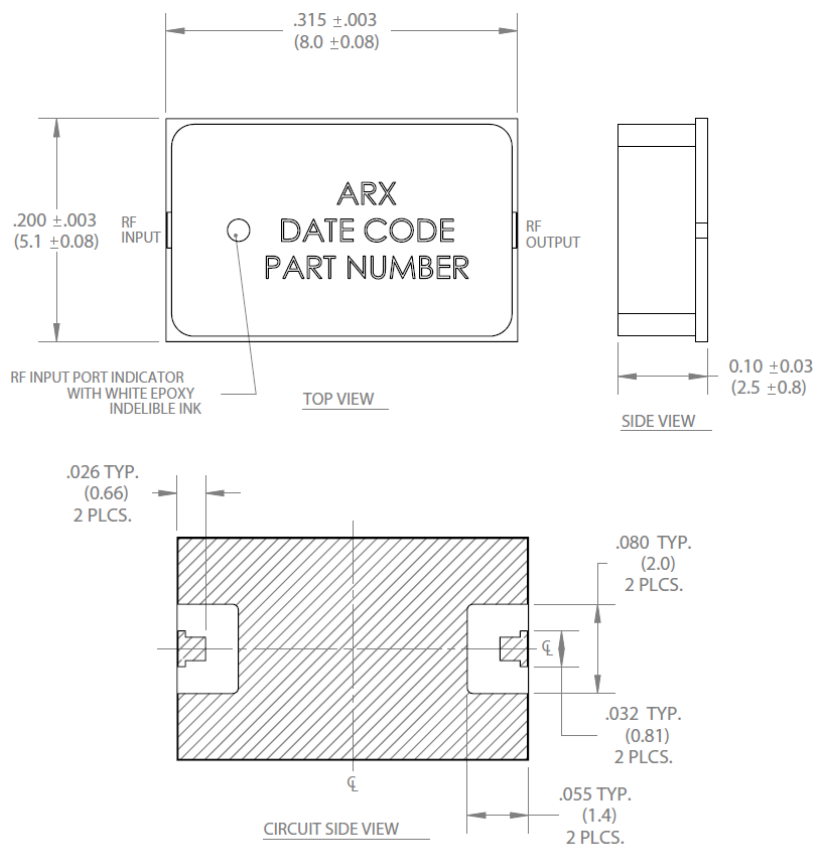 .315 ±.003
(8.0 ±0.08)
.200 ±.003
(5.1 ±0.08)
RF
INPUT
ARX
DATE CODE
PART NUMBER
RF
OUTPUT
RF INPUT PORT INDICATOR
WITH WHITE EPOXY
INDELIBLE INK
TOP VIEW
0.10 ±0.03
(2.5 ±0.8)
SIDE VIEW
.026 TYP.
(0.66)
2 PLCS.
.080 TYP.
(2.0)
2 PLCS.
℄
.032 TYP.
(0.81)
2 PLCS.
℄
.055 TYP.
(1.4)
2 PLCS.
CIRCUIT SIDE VIEW